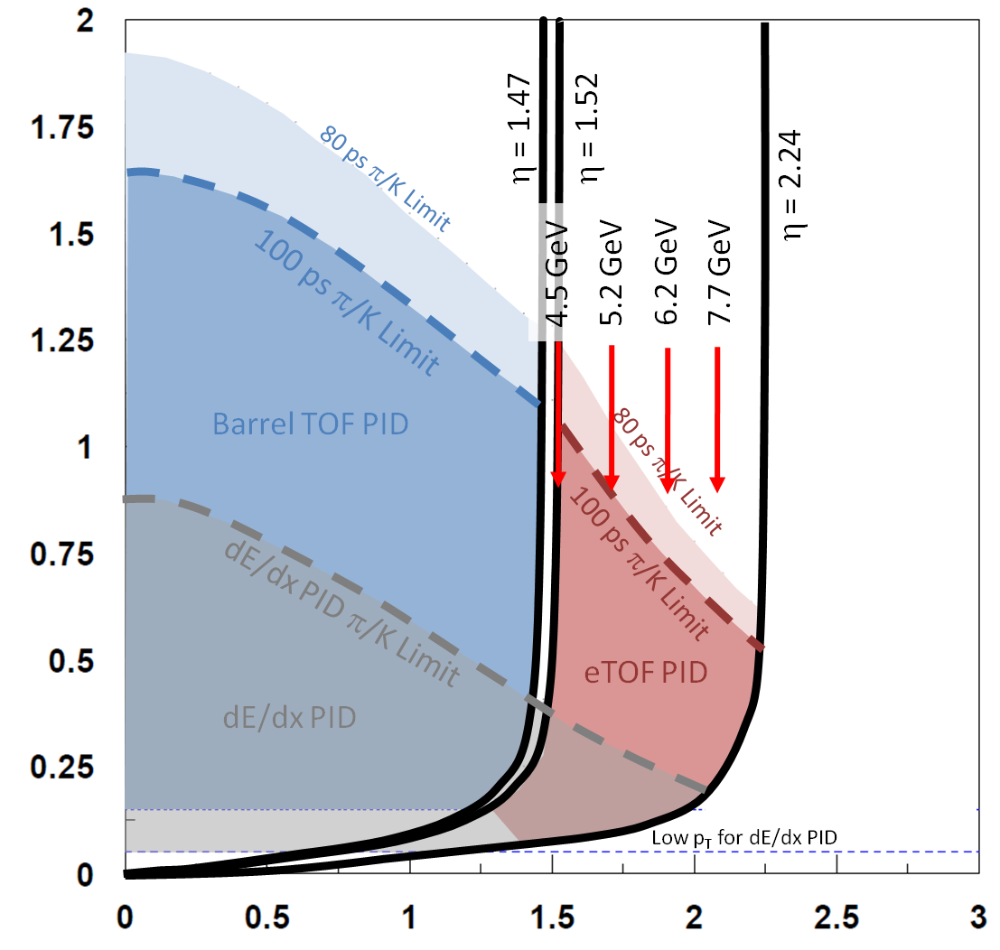 2
1.75
1.5
1.25
1
0.75
0.5
0.25
0
0
0.5
1
1.5
2
2.5
3
η = 1.47
η = 1.52
η = 2.24
80 ps π/K Limit
100 ps π/K Limit
Barrel TOF PID
dE/dx PID π/K Limit
dE/dx PID
4.5 GeV
5.2 GeV
6.2 GeV
7.7 GeV
80 ps π/K Limit
100 ps π/K Limit
eTOF PID
Low pT for dE/dx PID